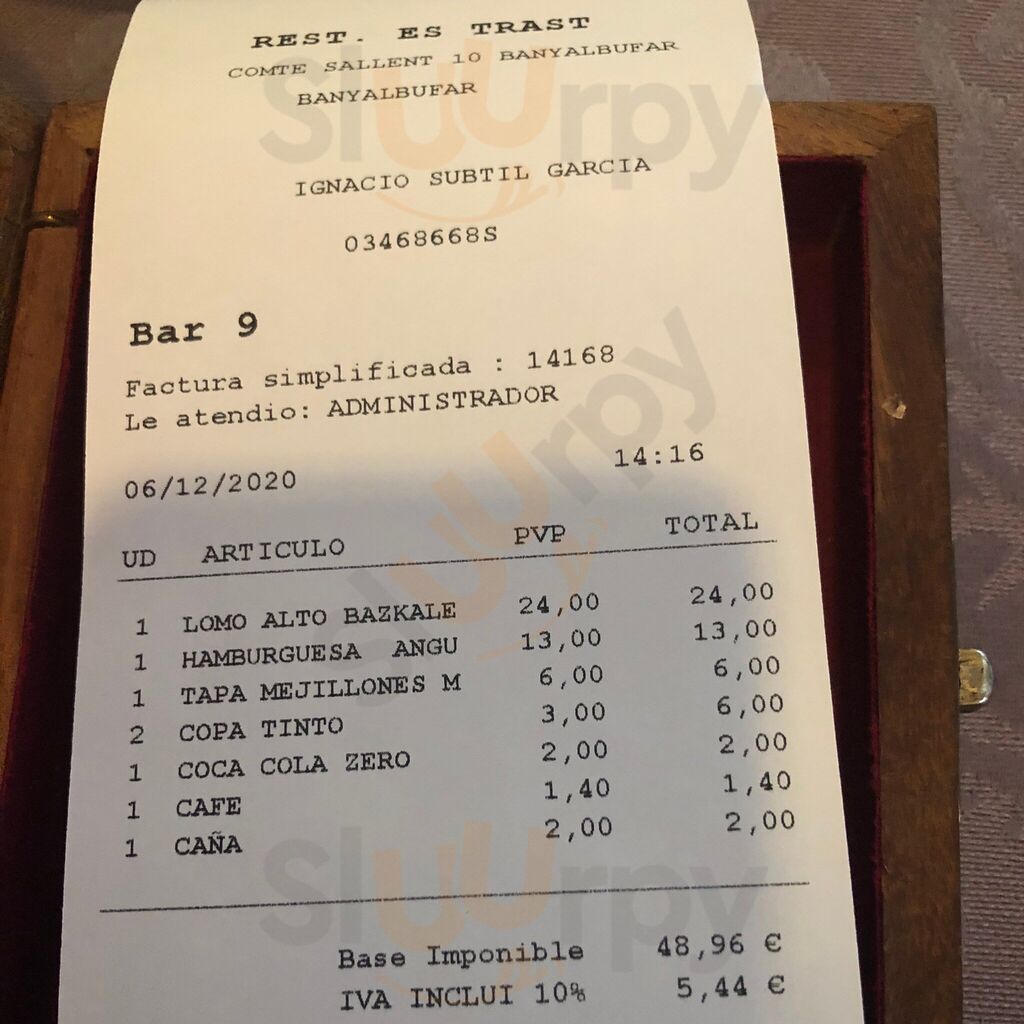 REST. ES TRAST
COMTE SALLENT 10 BANYALBUFAR
BANYALBUFAR
IGNACIO SUBTIL GARCIA
03468668S
Bar 9
Factura simplificada : 14168
Le atendio: ADMINISTRADOR
06/12/2020 14:16
UD ARTICULO PVP TOTAL
1 LOMO ALTO BAZKALE 24,00 24,00
1 HAMBURGUESA ANGU 13,00 13,00
1 TAPA MEJILLONES M 6,00 6,00
2 COPA TINTO 3,00 6,00
1 COCA COLA ZERO 2,00 2,00
1 CAFE 1,40 1,40
1 CAÑA 2,00 2,00
Base Imponible 48,96 €
IVA INCLUI 10% 5,44 €
Sluurpy
Sluurpy
Sluurpy